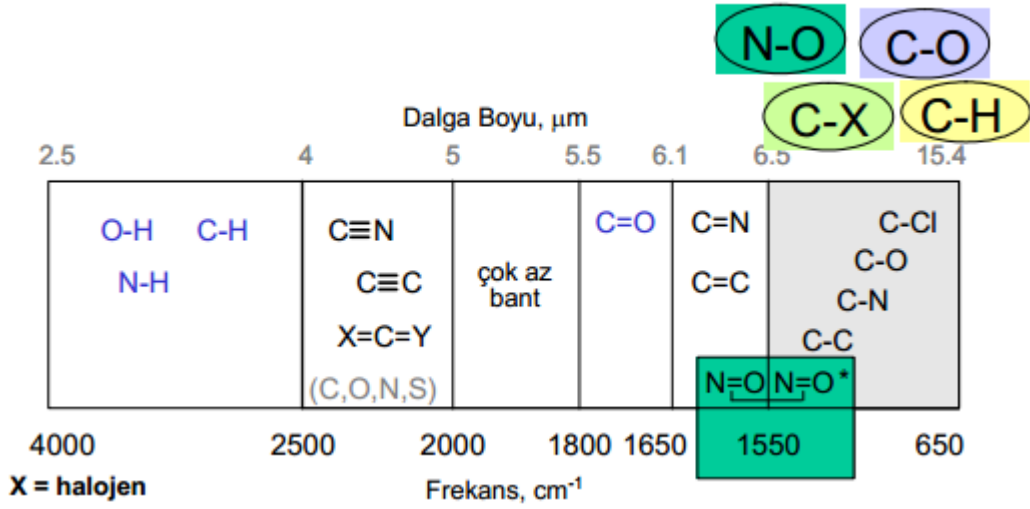 N-O C-O
C-X C-H
Dalga Boyu, μm
2.5 4 5 5.5 6.1 6.5 15.4
O-H C-H C≡N C=O C=N C-Cl
N-H C≡C çok az bant C=C C-O
X=C=Y C-N
(C,O,N,S) C-C
N=O N=O*
4000 2500 2000 1800 1650 1550 650
X = halojen Frekans, cm⁻¹